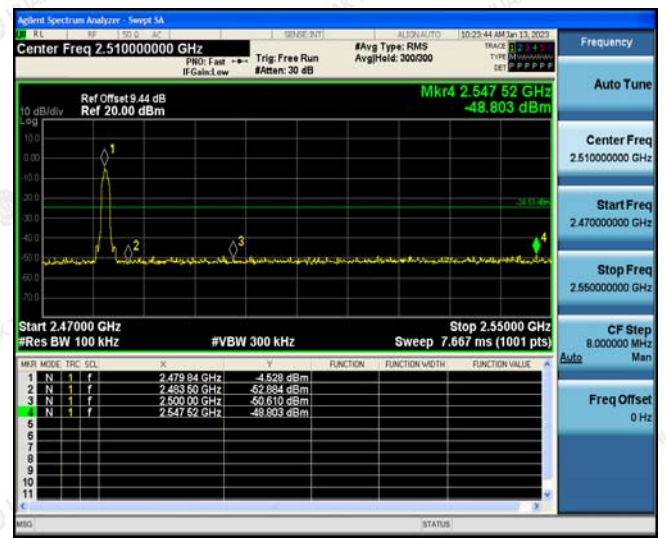 Agilent Spectrum Analyzer - Swept SA
RL RF 50 Ω AC SENSE:INT ALIGNAUTO 10:23:44 AM Jan 13, 2023
Center Freq 2.510000000 GHz
PNO: Fast
IFGain:Low
Trig: Free Run
#Atten: 30 dB
#Avg Type: RMS
Avg|Hold: 300/300
TRACE 1 2 3 4 5 6
TYPE
DET P P P P P P
Frequency
Auto Tune
Ref Offset 9.44 dB
10 dB/div Ref 20.00 dBm
Log
Mkr4 2.547 52 GHz
-48.803 dBm
10.0
0.00
-10.0
-20.0
-30.0
-40.0
-50.0
-60.0
-70.0
1
2
3
4
-24.53 dBm
Center Freq
2.510000000 GHz
Start Freq
2.470000000 GHz
Stop Freq
2.550000000 GHz
CF Step
8.000000 MHz
Auto Man
Freq Offset
0 Hz
Start 2.47000 GHz Stop 2.55000 GHz
#Res BW 100 kHz #VBW 300 kHz Sweep 7.667 ms (1001 pts)
MKR MODE TRC SCL X Y FUNCTION FUNCTION WIDTH FUNCTION VALUE
1 N 1 f 2.479 84 GHz -4.528 dBm
2 N 1 f 2.483 50 GHz -52.884 dBm
3 N 1 f 2.500 00 GHz -50.610 dBm
4 N 1 f 2.547 52 GHz -48.803 dBm
5
6
7
8
9
10
11
MSG STATUS